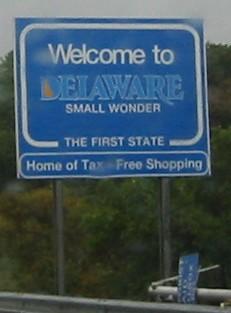 Welcome to
DELAWARE
SMALL WONDER
THE FIRST STATE
Home of Tax - Free Shopping